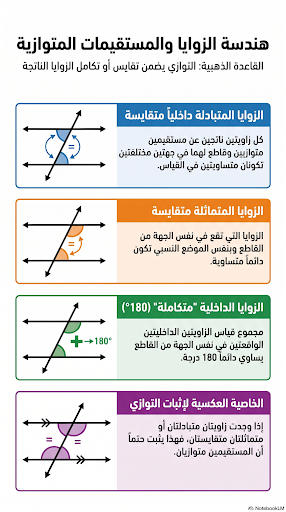 هندسة الزوايا والمستقيمات المتوازية
القاعدة الذهبية: التوازي يضمن تقايس أو تكامل الزوايا الناتجة
الزوايا المتبادلة داخلياً متقايسة
كل زاويتين ناتجين عن مستقيمين
متوازيين وقاطع لهما في جهتين مختلفتين
تكونان متساويتين في القياس.
=
الزوايا المتماثلة متقايسة
الزوايا التي تقع في نفس الجهة من
القاطع وبنفس الموضع النسبي تكون
دائماً متساوية.
=
الزوايا الداخلية "متكاملة" (180°)
مجموع قياس الزاويتين الداخليتين
الواقعتين في نفس الجهة من القاطع
يساوي دائماً 180 درجة.
+→180°
الخاصية العكسية لإثبات التوازي
إذا وجدت زاويتان متبادلتان أو
متماثلتان متقايستان، فهذا يثبت حتماً
أن المستقيمين متوازيان.
= =
NotebookLM